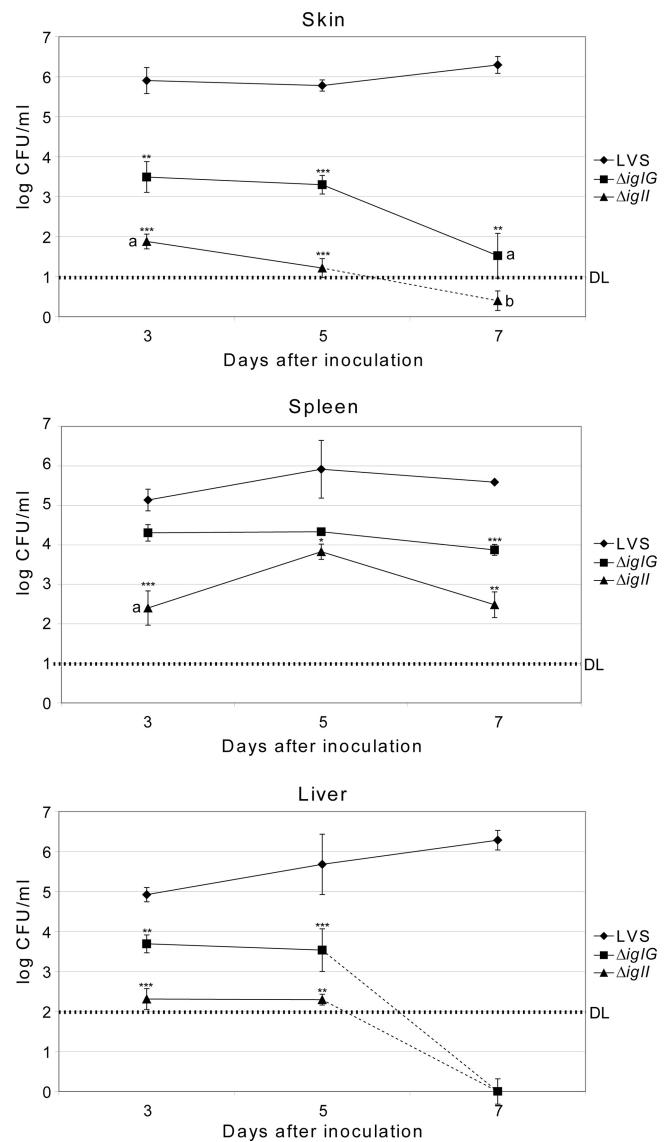 Skin
7
6
5
4
3
2
1
0
log CFU/ml
**
***
**
***
***
a
a
b
DL
3 5 7
Days after inoculation
LVS
ΔiglG
ΔiglI
Spleen
7
6
5
4
3
2
1
0
log CFU/ml
***
*
***
**
a
DL
3 5 7
Days after inoculation
LVS
ΔiglG
ΔiglI
Liver
7
6
5
4
3
2
1
0
log CFU/ml
**
***
***
**
DL
3 5 7
Days after inoculation
LVS
ΔiglG
ΔiglI